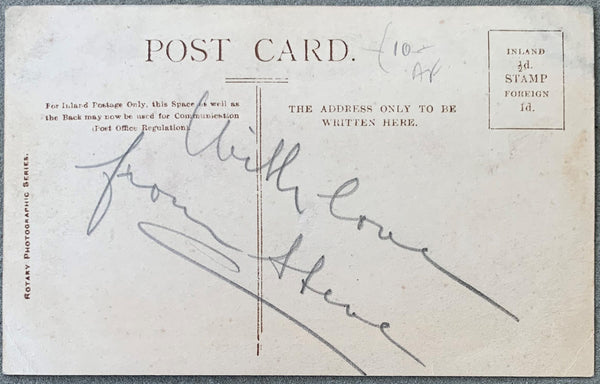 POST CARD.
(10-
AF
INLAND
½d.
STAMP
FOREIGN
1d.
For Inland Postage Only, this Space as well as
the Back may now be used for Communication
(Post Office Regulation).
THE ADDRESS ONLY TO BE
WRITTEN HERE.
With love
from Steve
ROTARY PHOTOGRAPHIC SERIES.